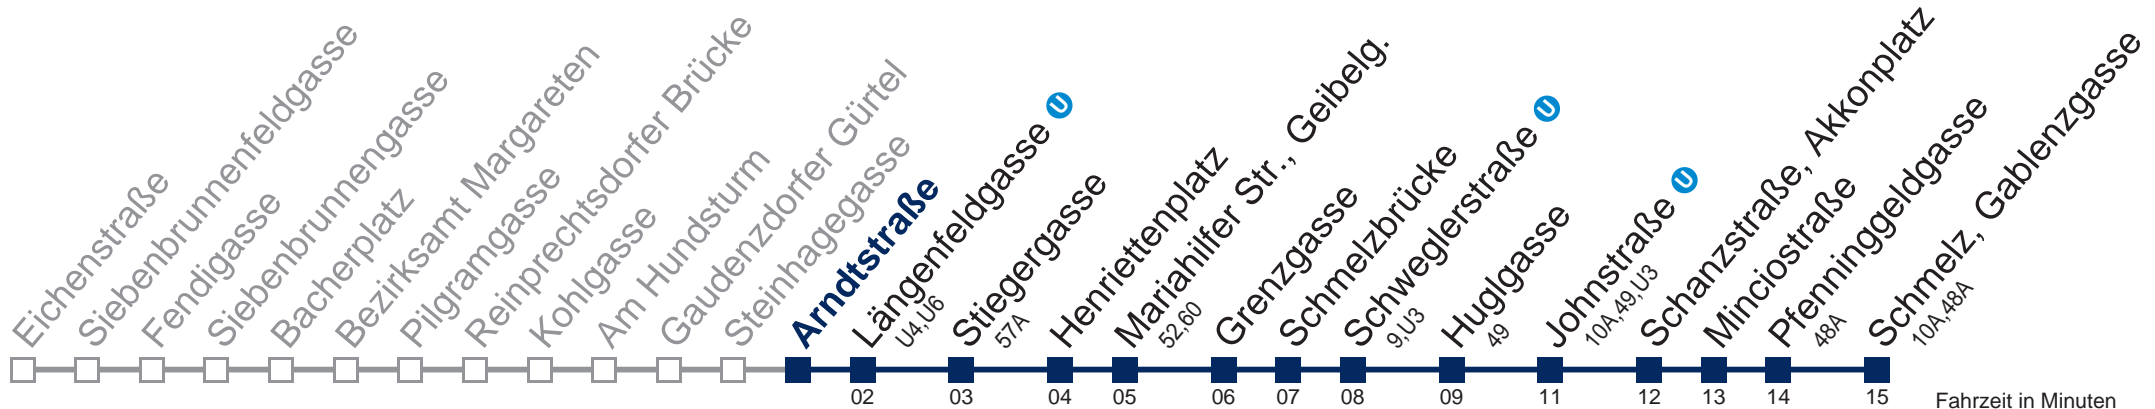 Eichenstraße
Siebenbrunnenfeldgasse
Fendigasse
Siebenbrunnengasse
Bacherplatz
Bezirksamt Margareten
Pilgramgasse
Reinprechtsdorfer Brücke
Kohlgasse
Am Hundsturm
Gaudenzdorfer Gürtel
Steinhagegasse
Arndtstraße
Längenfeldgasse U
U4,U6
02
Stiegergasse
57A
03
Henriettenplatz
04
Mariahilfer Str., Geibelg.
52,60
05
Grenzgasse
06
Schmelzbrücke
07
Schweglerstraße U
9,U3
08
Huglgasse
49
09
Johnstraße U
10A,49,U3
11
Schanzstraße, Akkonplatz
12
Minciostraße
13
Pfenninggeldgasse
48A
14
Schmelz, Gablenzgasse
10A,48A
15
Fahrzeit in Minuten